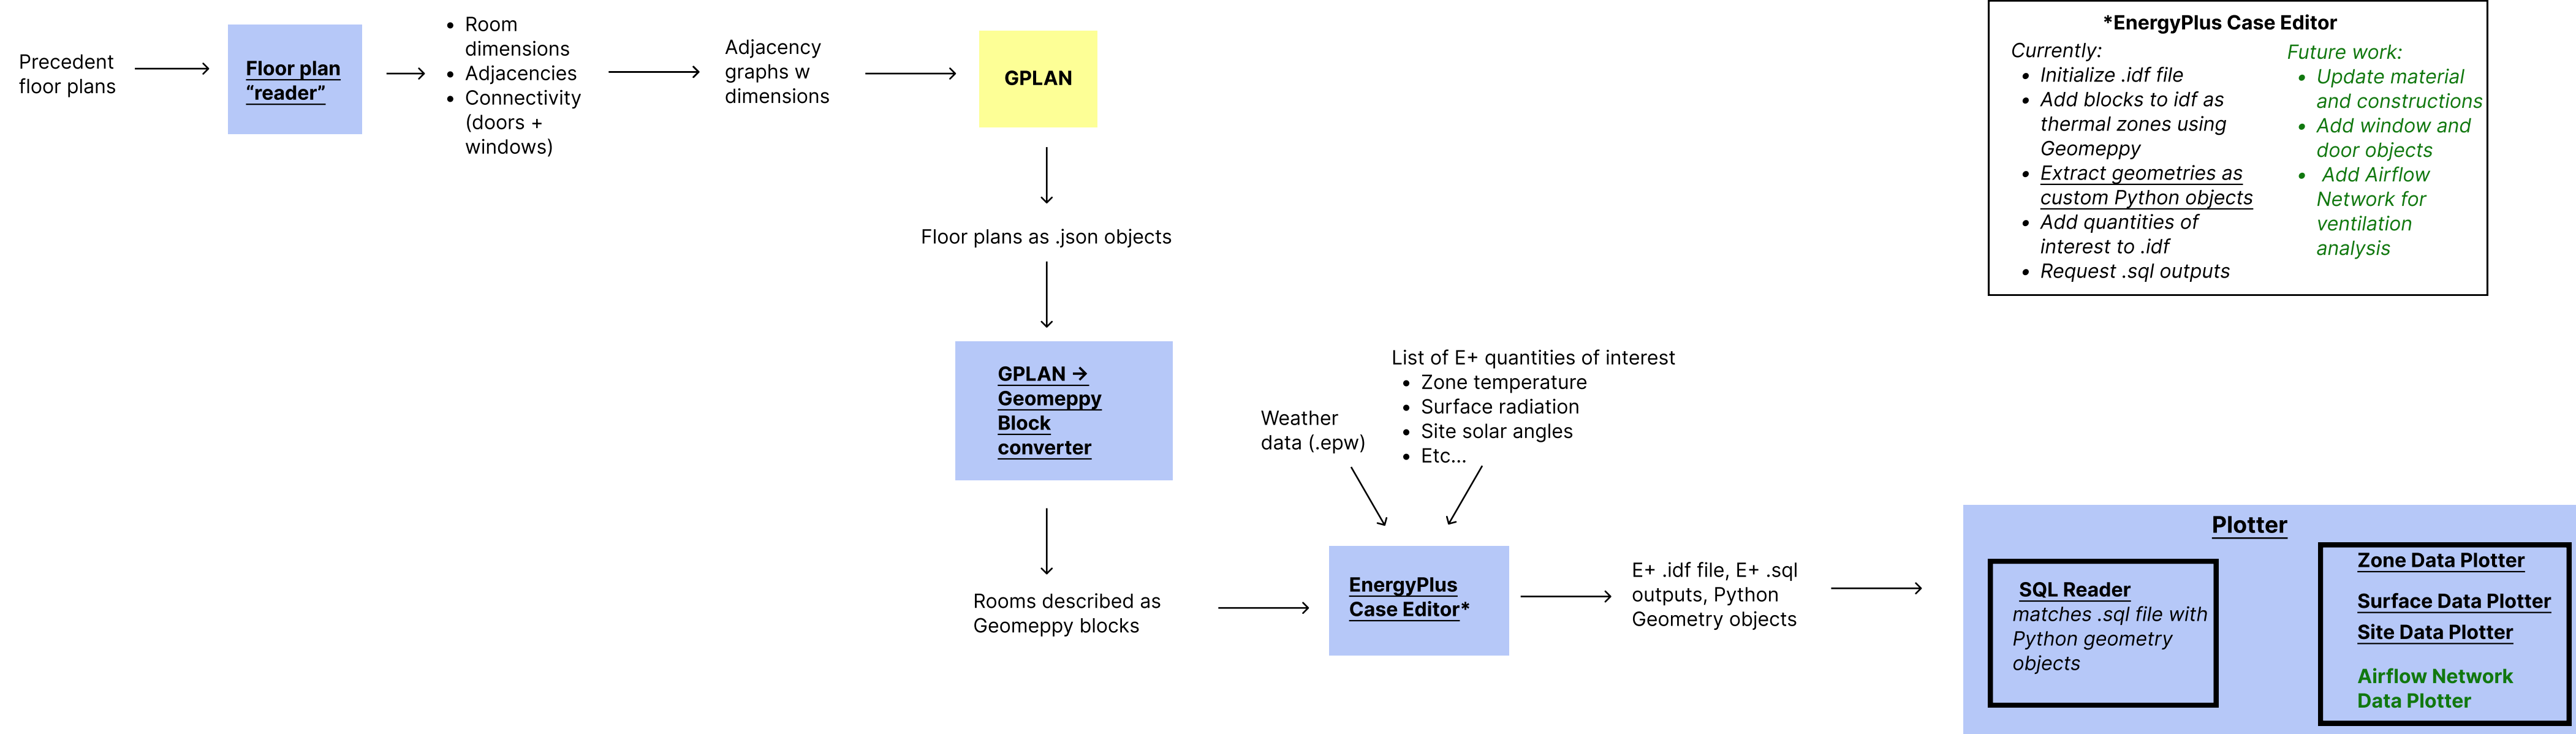 Precedent
floor plans
Floor plan
“reader”
• Room
dimensions
• Adjacencies
• Connectivity
(doors +
windows)
Adjacency
graphs w
dimensions
GPLAN
Floor plans as .json objects
GPLAN →
Geomeppy
Block
converter
Rooms described as
Geomeppy blocks
Weather
data (.epw)
List of E+ quantities of interest
• Zone temperature
• Surface radiation
• Site solar angles
• Etc...
EnergyPlus
Case Editor*
E+ .idf file, E+ .sql
outputs, Python
Geometry objects
*EnergyPlus Case Editor
Currently:
• Initialize .idf file
• Add blocks to idf as
thermal zones using
Geomeppy
• Extract geometries as
custom Python objects
• Add quantities of
interest to .idf
• Request .sql outputs
Future work:
• Update material
and constructions
• Add window and
door objects
• Add Airflow
Network for
ventilation
analysis
Plotter
SQL Reader
matches .sql file with
Python geometry
objects
Zone Data Plotter
Surface Data Plotter
Site Data Plotter
Airflow Network
Data Plotter